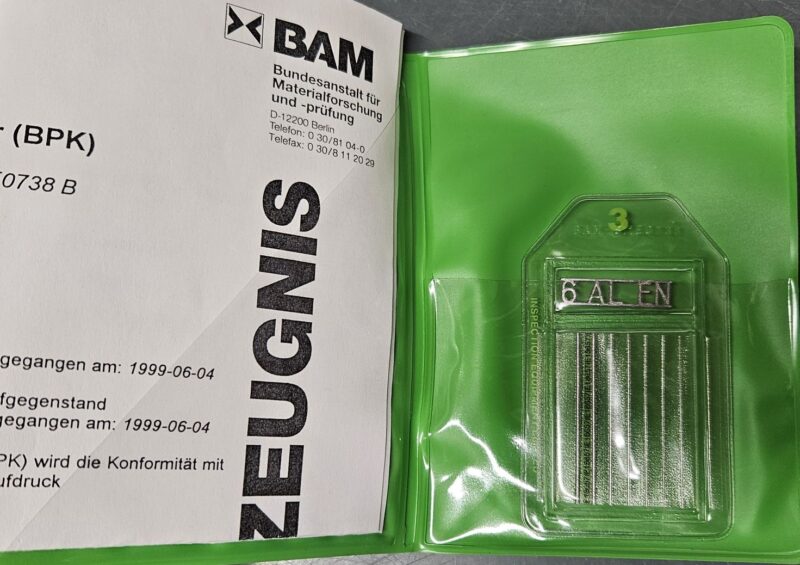 BAM
Bundesanstalt für
Materialforschung
und -prüfung
D-12200 Berlin
Telefon: 0 30/81 04-0
Telefax: 0 30/8 11 20 29
r (BPK)
0738 B
ZEUGNIS
gegangen am: 1999-06-04
fgegenstand
gegangen am: 1999-06-04
PK) wird die Konformität mit
ufdruck
3
6 AL EN
INSPECTION EQUIP